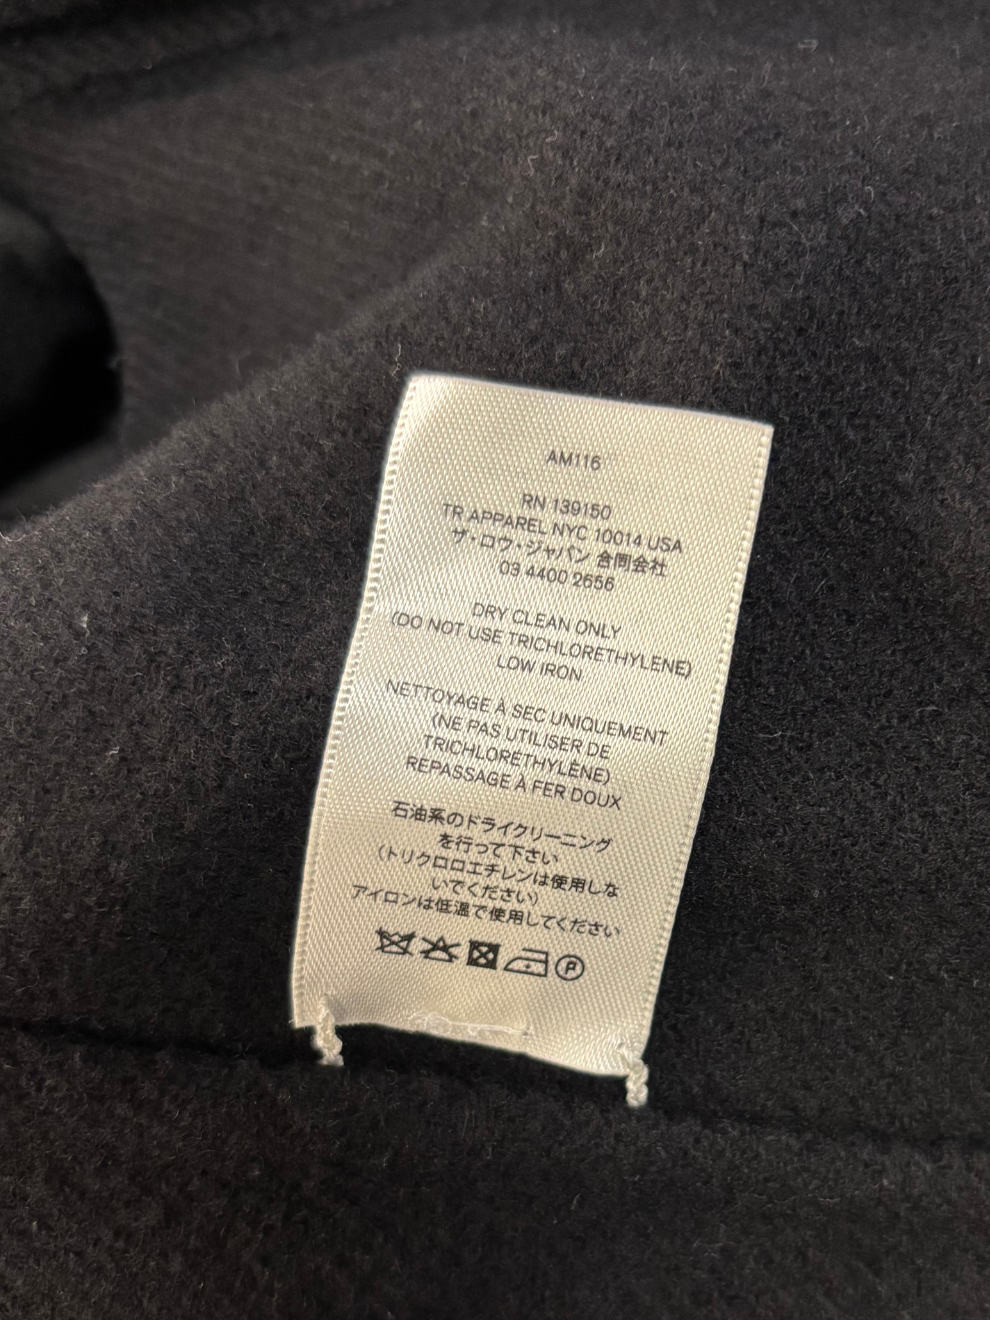 AM116
RN 139150
TR APPAREL NYC 10014 USA
ザ・ロウ・ジャパン 合同会社
03 4400 2656
DRY CLEAN ONLY
(DO NOT USE TRICHLORETHYLENE)
LOW IRON
NETTOYAGE À SEC UNIQUEMENT
(NE PAS UTILISER DE
TRICHLORÉTHYLÈNE)
REPASSAGE À FER DOUX
石油系のドライクリーニング
を行って下さい
(トリクロロエチレンは使用しな
いでください)
アイロンは低温で使用してください
P